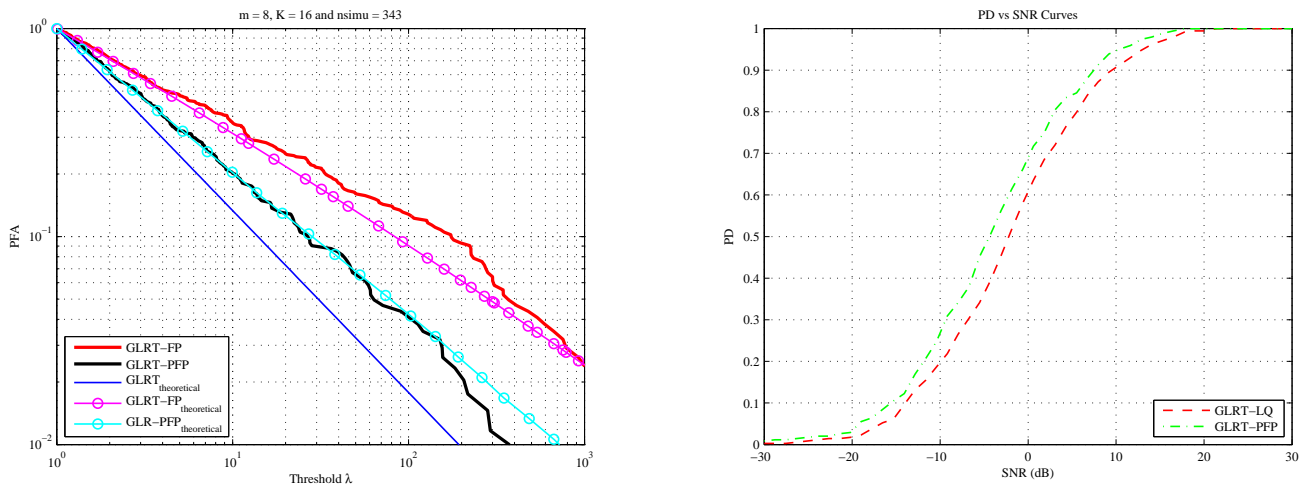 m = 8, K = 16 and nsimu = 343
PFA
10^0
10^-1
10^-2
GLRT-FP
GLRT-PFP
GLRT_theoretical
GLRT-FP_theoretical
GLR-PFP_theoretical
10^0 10^1 10^2 10^3
Threshold λ
PD vs SNR Curves
PD
1
0.9
0.8
0.7
0.6
0.5
0.4
0.3
0.2
0.1
0
GLRT-LQ
GLRT-PFP
-30 -20 -10 -0 10 20 30
SNR (dB)